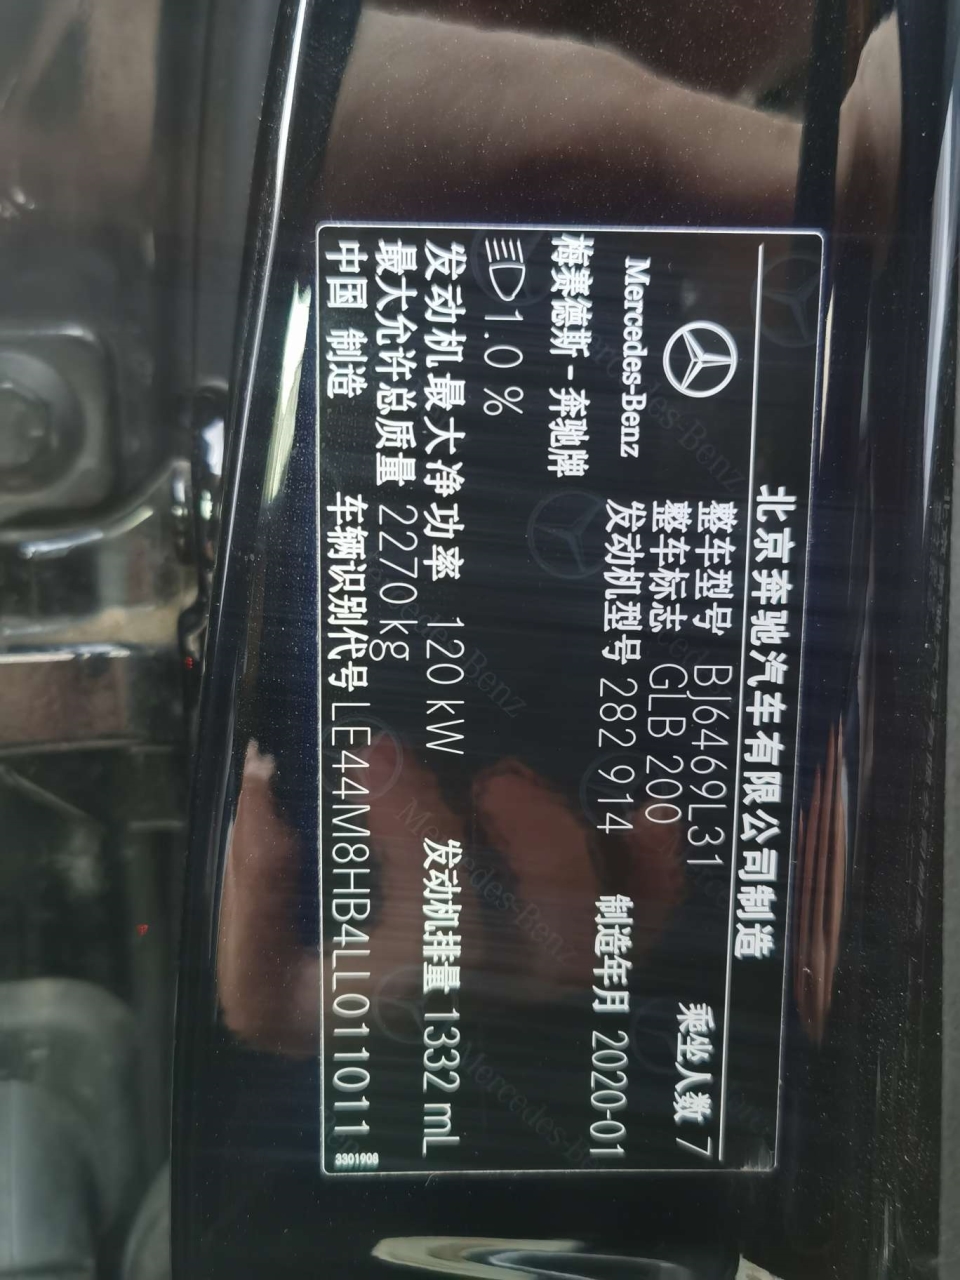 北京奔驰汽车有限公司制造
整车型号 BJ6469L31 乘坐人数 7
Mercedes-Benz 整车标志 GLB 200
发动机型号 282 914 制造年月 2020-01
梅赛德斯-奔驰牌
1.0 %
发动机最大净功率 120 kW 发动机排量 1332 mL
最大允许总质量 2270kg
中国 制造 车辆识别代号 LE44M8HB4LL011011
3301908